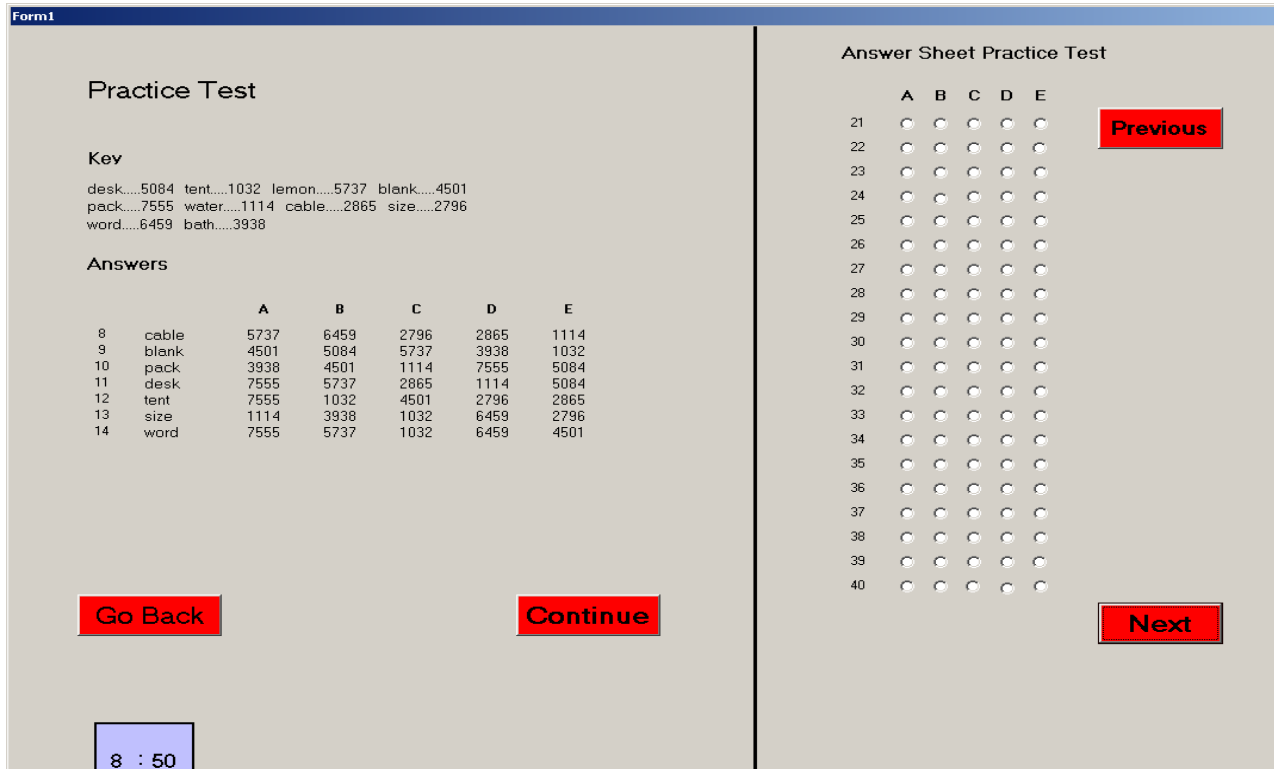 Form1
Practice Test
Key
desk.....5084 tent.....1032 lemon.....5737 blank.....4501
pack.....7555 water.....1114 cable.....2865 size.....2796
word.....6459 bath.....3938
Answers
A B C D E
8 cable 5737 6459 2796 2865 1114
9 blank 4501 5084 5737 3938 1032
10 pack 3938 4501 1114 7555 5084
11 desk 7555 5737 2865 1114 5084
12 tent 7555 1032 4501 2796 2865
13 size 1114 3938 1032 6459 2796
14 word 7555 5737 1032 6459 4501
Go Back
Continue
8 : 50
Answer Sheet Practice Test
A B C D E
21
22
23
24
25
26
27
28
29
30
31
32
33
34
35
36
37
38
39
40
Previous
Next